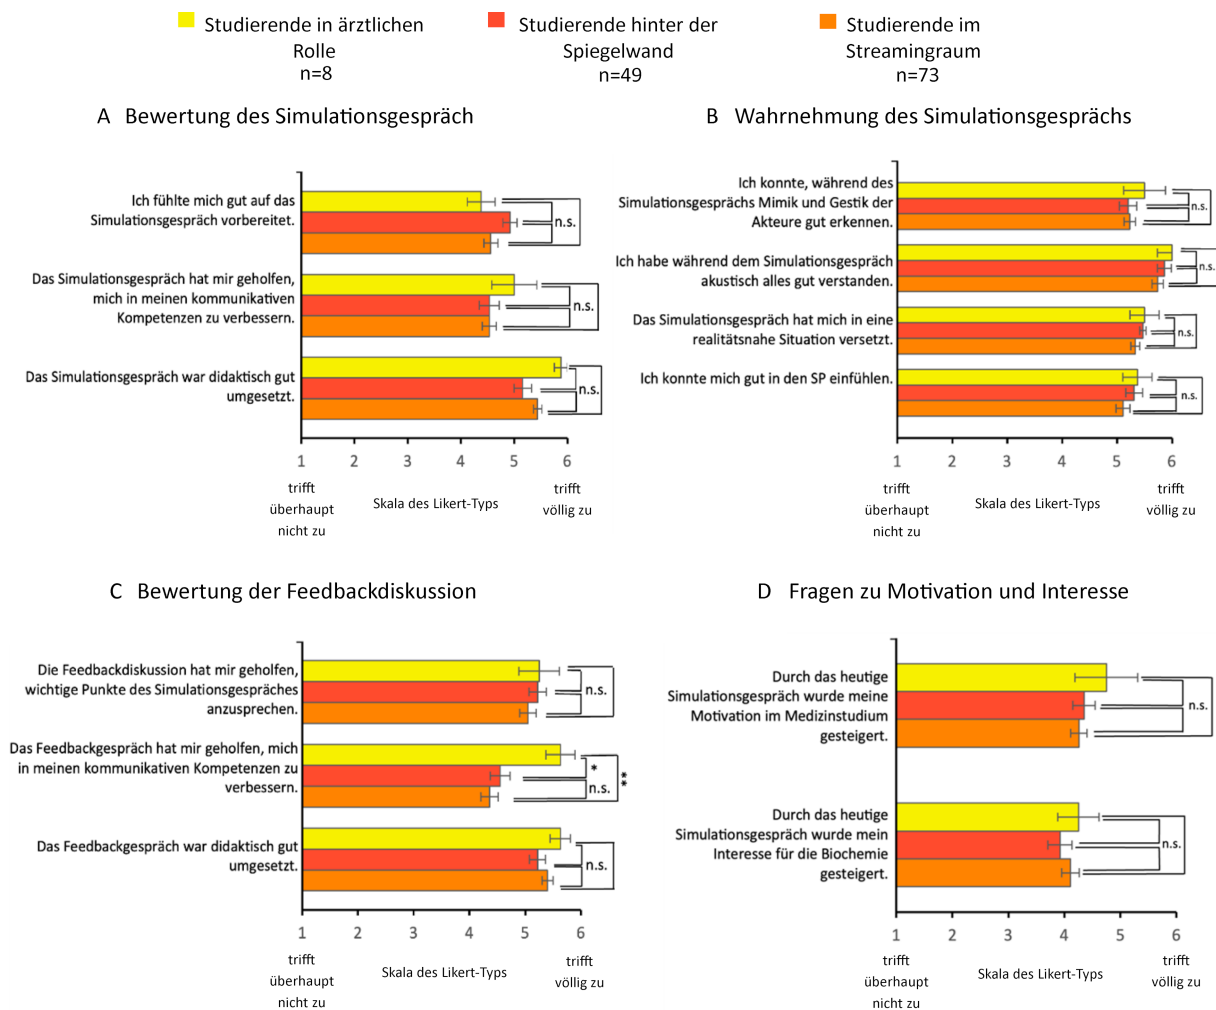 Studierende in ärztlichen
Rolle
n=8
Studierende hinter der
Spiegelwand
n=49
Studierende im
Streamingraum
n=73
A Bewertung des Simulationsgespräch
Ich fühlte mich gut auf das
Simulationsgespräch vorbereitet.
n.s.
Das Simulationsgespräch hat mir geholfen,
mich in meinen kommunikativen
Kompetenzen zu verbessern.
n.s.
Das Simulationsgespräch war didaktisch gut
umgesetzt.
n.s.
1 2 3 4 5 6
trifft
überhaupt
nicht zu
Skala des Likert-Typs
trifft
völlig zu
B Wahrnehmung des Simulationsgesprächs
Ich konnte, während des
Simulationsgesprächs Mimik und Gestik der
Akteure gut erkennen.
n.s.
Ich habe während dem Simulationsgespräch
akustisch alles gut verstanden.
n.s.
Das Simulationsgespräch hat mich in eine
realitätsnahe Situation versetzt.
n.s.
Ich konnte mich gut in den SP einfühlen.
n.s.
1 2 3 4 5 6
trifft
überhaupt
nicht zu
Skala des Likert-Typs
trifft
völlig zu
C Bewertung der Feedbackdiskussion
Die Feedbackdiskussion hat mir geholfen,
wichtige Punkte des Simulationsgespräches
anzusprechen.
n.s.
Das Feedbackgespräch hat mir geholfen, mich
in meinen kommunikativen Kompetenzen zu
verbessern.
*
**
n.s.
Das Feedbackgespräch war didaktisch gut
umgesetzt.
n.s.
1 2 3 4 5 6
trifft
überhaupt
nicht zu
Skala des Likert-Typs
trifft
völlig zu
D Fragen zu Motivation und Interesse
Durch das heutige
Simulationsgespräch wurde meine
Motivation im Medizinstudium
gesteigert.
n.s.
Durch das heutige
Simulationsgespräch wurde mein
Interesse für die Biochemie
gesteigert.
n.s.
1 2 3 4 5 6
trifft
überhaupt
nicht zu
Skala des Likert-Typs
trifft
völlig zu